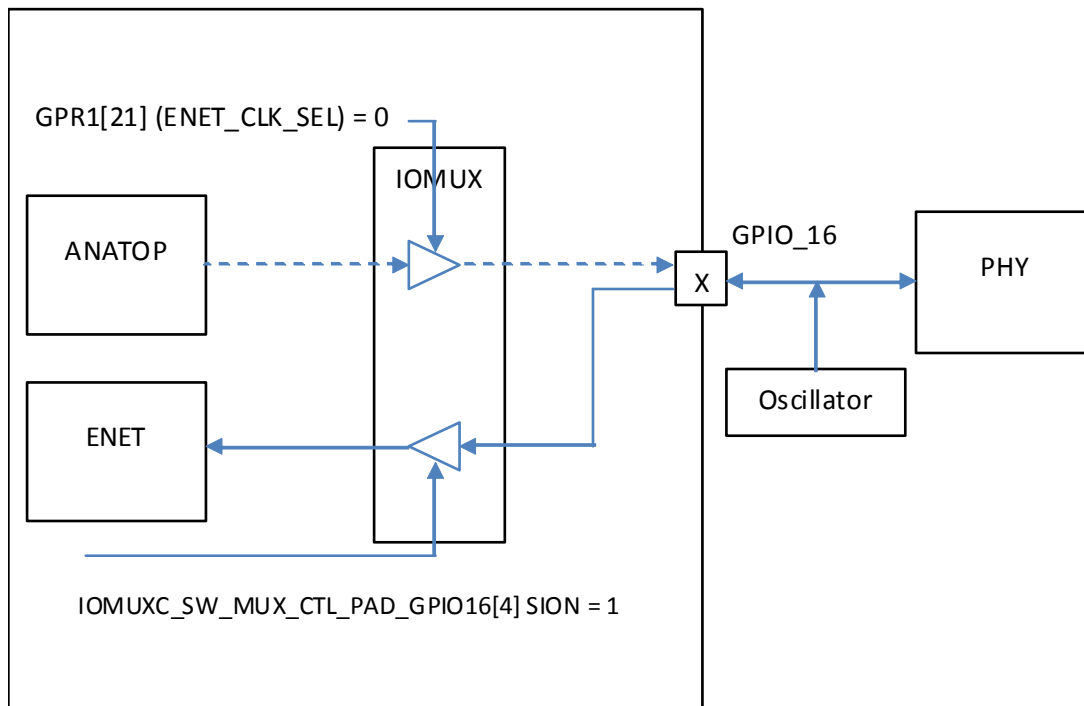 GPR1[21] (ENET_CLK_SEL) = 0
IOMUX
ANATOP
GPIO_16
PHY
X
Oscillator
ENET
IOMUXC_SW_MUX_CTL_PAD_GPIO16[4] SION = 1